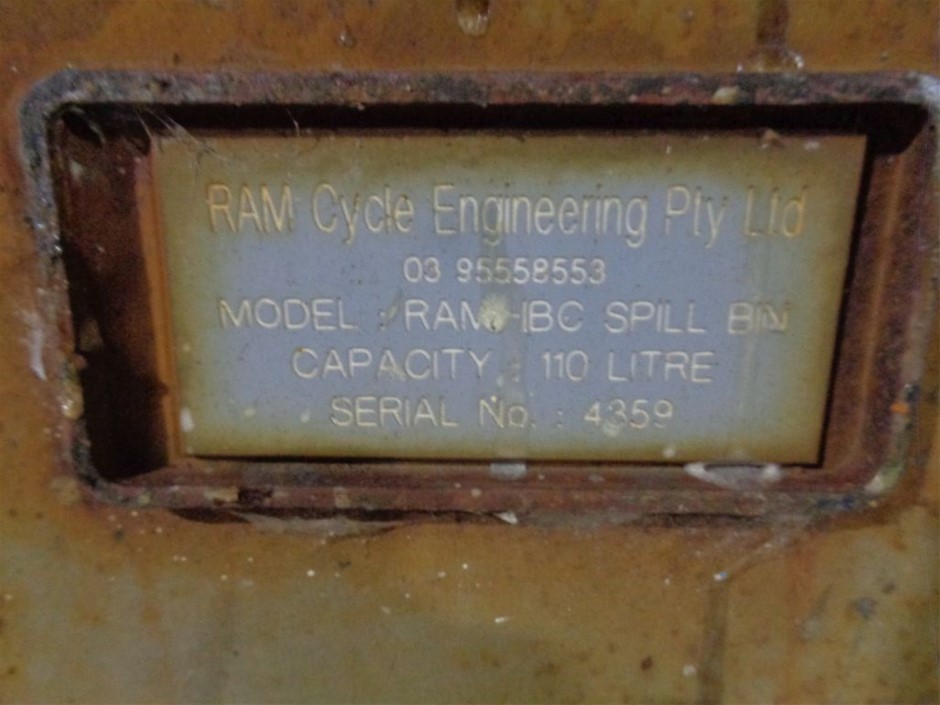 RAM Cycle Engineering Pty Ltd
03 95558553
MODEL : RAM -IBC SPILL BIN
CAPACITY : 110 LITRE
SERIAL No. : 4359